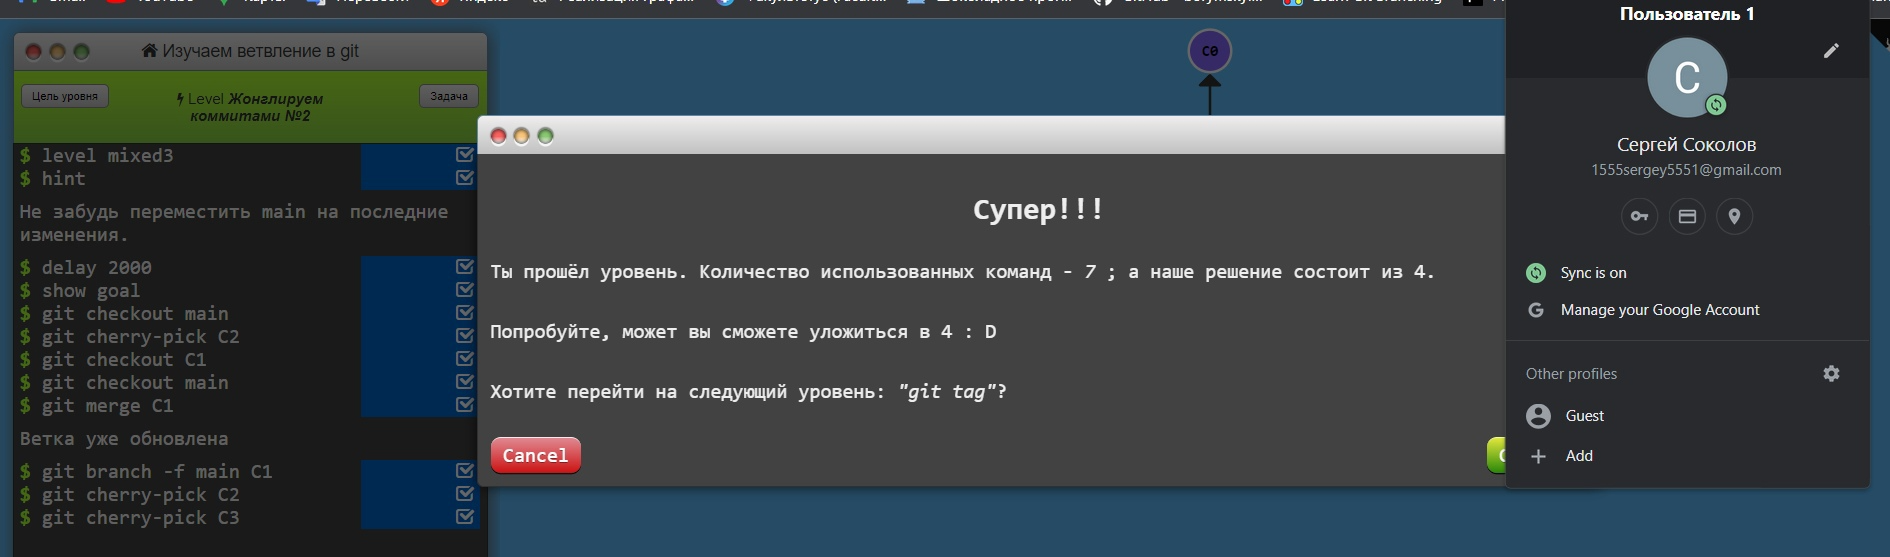 Пользователь 1
C0
Изучаем ветвление в git
Цель уровня
Level Жонглируем
коммитами №2
Задача
$ level mixed3
$ hint
Не забудь переместить main на последние
изменения.
$ delay 2000
$ show goal
$ git checkout main
$ git cherry-pick C2
$ git checkout C1
$ git checkout main
$ git merge C1
Ветка уже обновлена
$ git branch -f main C1
$ git cherry-pick C2
$ git cherry-pick C3
Супер!!!
Ты прошёл уровень. Количество использованных команд - 7 ; а наше решение состоит из 4.
Попробуйте, может вы сможете уложиться в 4 : D
Хотите перейти на следующий уровень: "git tag"?
Cancel
C
Сергей Соколов
1555sergey5551@gmail.com
Sync is on
Manage your Google Account
Other profiles
Guest
Add